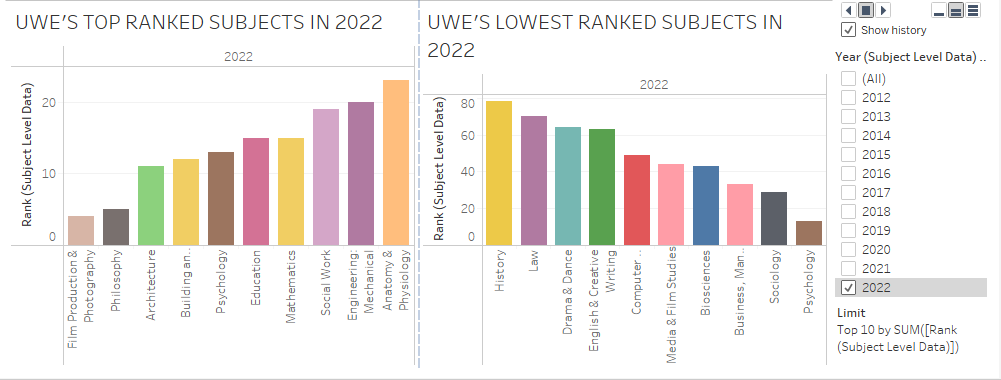 UWE'S TOP RANKED SUBJECTS IN 2022
2022
Rank (Subject Level Data)
20
10
0
Film Production &
Photography
Philosophy
Architecture
Building an..
Psychology
Education
Mathematics
Social Work
Engineering:
Mechanical
Anatomy &
Physiology
UWE'S LOWEST RANKED SUBJECTS IN
2022
2022
Rank (Subject Level Data)
80
60
40
20
0
History
Law
Drama & Dance
English & Creative
Writing
Computer ..
Media & Film Studies
Biosciences
Business, Man..
Sociology
Psychology
Show history
Year (Subject Level Data) ..
(All)
2012
2013
2014
2015
2016
2017
2018
2019
2020
2021
2022
Limit
Top 10 by SUM([Rank
(Subject Level Data)])